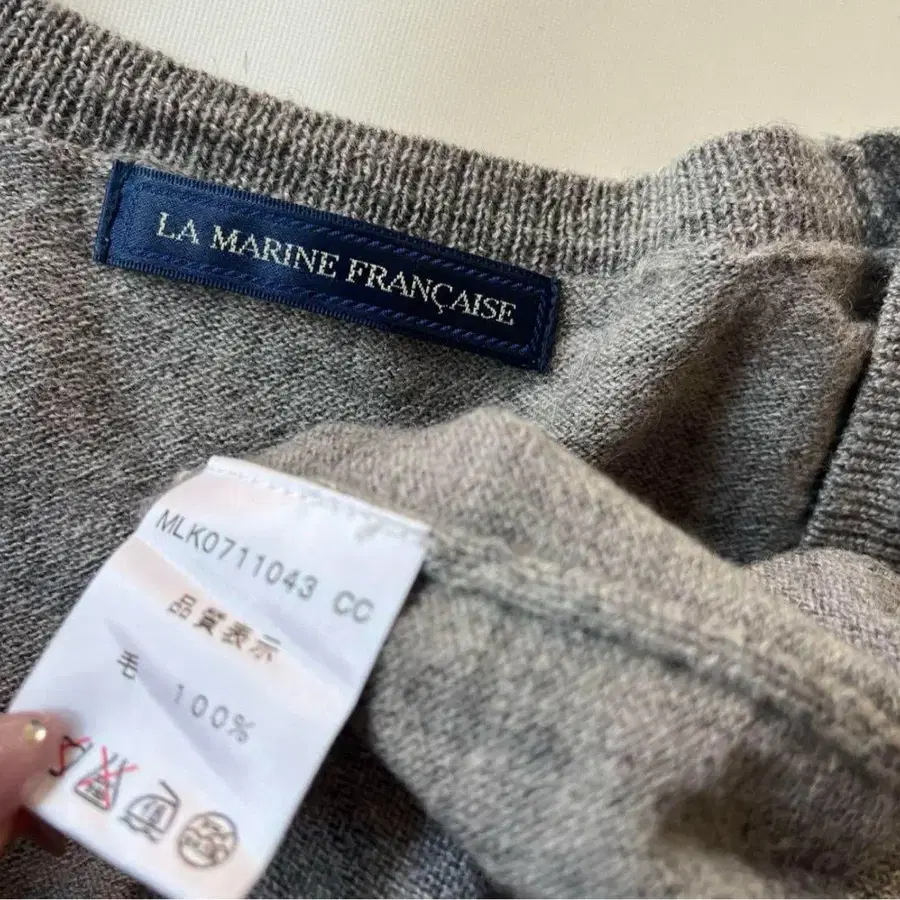 LA MARINE FRANÇAISE
MLK0711043 CC
品質表示
毛 100%